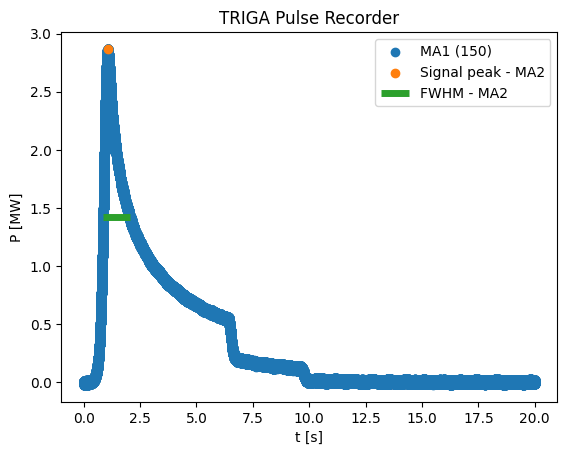 TRIGA Pulse Recorder
MA1 (150)
Signal peak - MA2
FWHM - MA2
P [MW]
3.0
2.5
2.0
1.5
1.0
0.5
0.0
0.0 2.5 5.0 7.5 10.0 12.5 15.0 17.5 20.0
t [s]